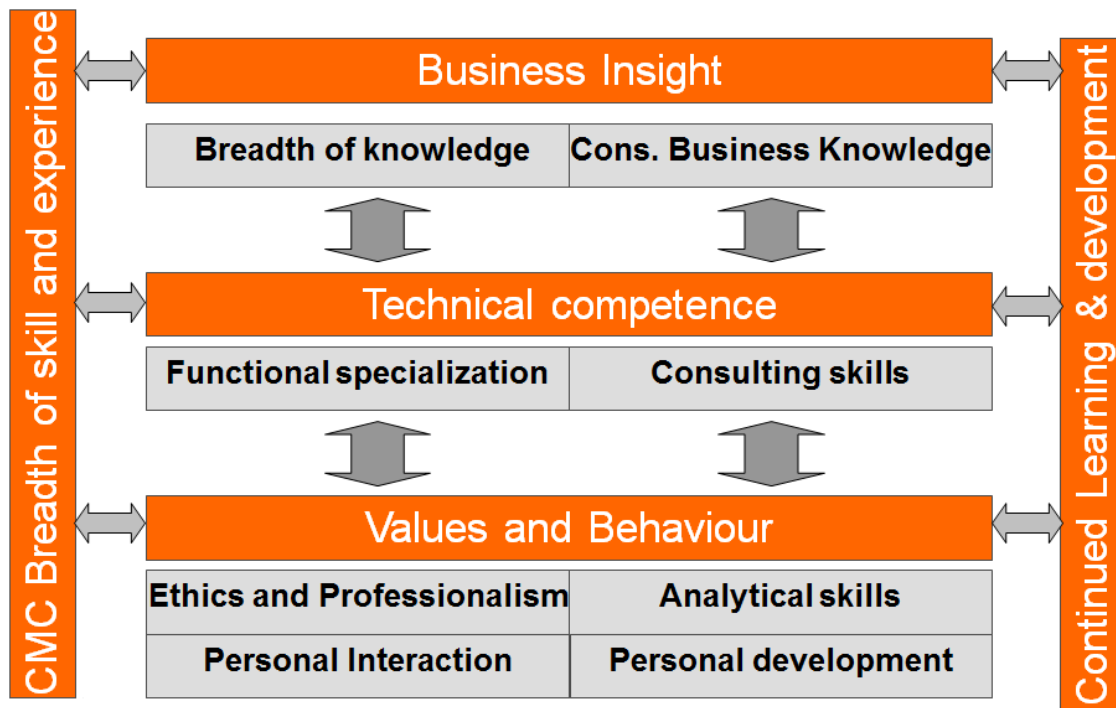 CMC Breadth of skill and experience
Business Insight
Breadth of knowledge
Cons. Business Knowledge
Technical competence
Functional specialization
Consulting skills
Values and Behaviour
Ethics and Professionalism
Analytical skills
Personal Interaction
Personal development
Continued Learning & development